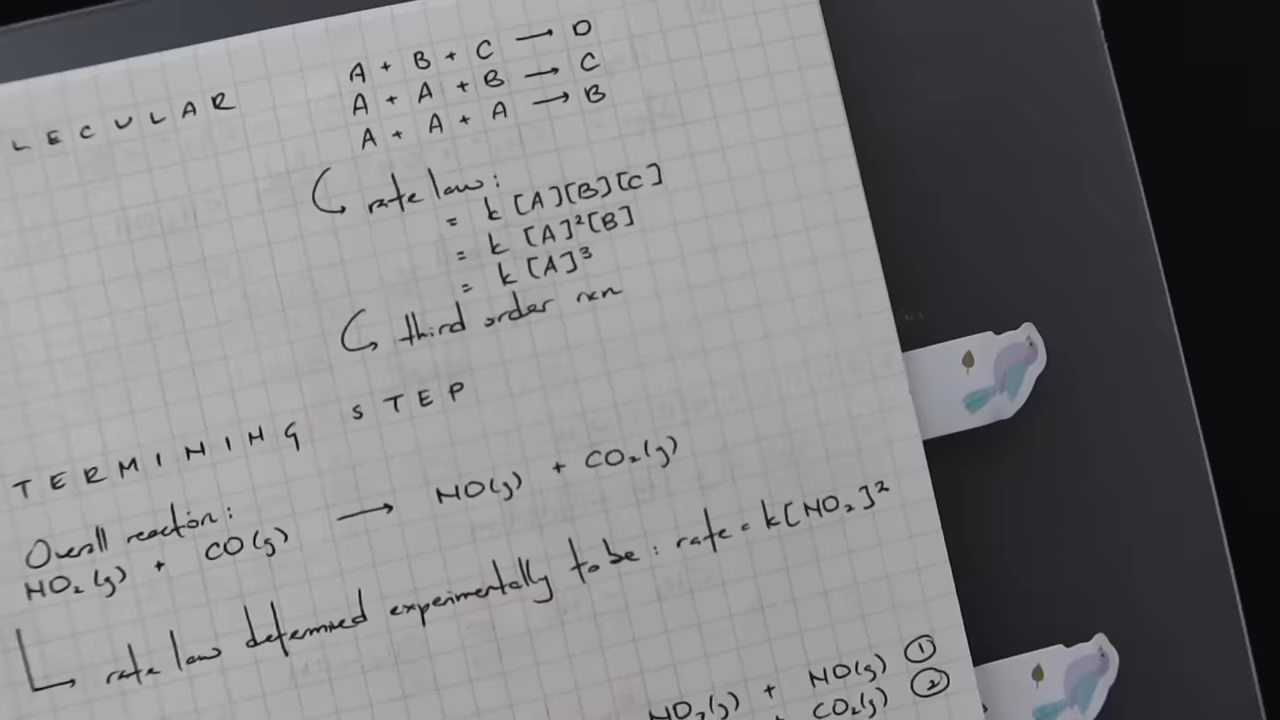 LECULAR
A + B + C → D
A + A + B → C
A + A + A → B
rate law:
= k [A][B][C]
= k [A]²[B]
= k [A]³
third order rxn
TERMINING STEP
Overall reaction:
NO₂(g) + CO(g) → NO(g) + CO₂(g)
rate law determined experimentally to be: rate = k[NO₂]²
NO₃(g) + NO(g) ①
CO₂(g) ②